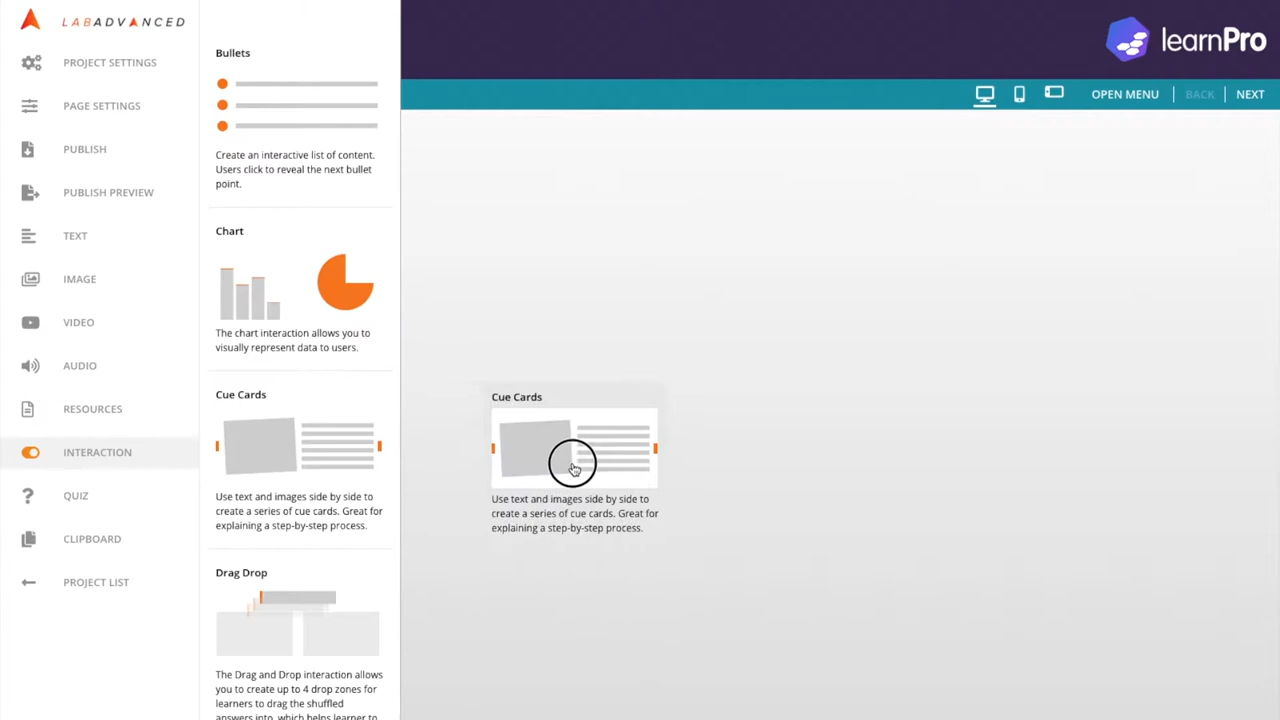 LABADVANCED
PROJECT SETTINGS
PAGE SETTINGS
PUBLISH
PUBLISH PREVIEW
TEXT
IMAGE
VIDEO
AUDIO
RESOURCES
INTERACTION
QUIZ
CLIPBOARD
PROJECT LIST
Bullets
Create an interactive list of content.
Users click to reveal the next bullet
point.
Chart
The chart interaction allows you to
visually represent data to users.
Cue Cards
Use text and images side by side to
create a series of cue cards. Great for
explaining a step-by-step process.
Drag Drop
The Drag and Drop interaction allows
you to create up to 4 drop zones for
learners to drag the shuffled
answers into, which helps learner to
learnPro
OPEN MENU
BACK
NEXT
Cue Cards
Use text and images side by side to
create a series of cue cards. Great for
explaining a step-by-step process.